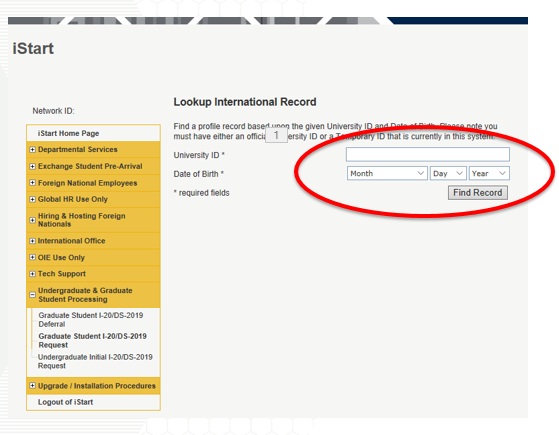 iStart
Network ID:
iStart Home Page
Departmental Services
Exchange Student Pre-Arrival
Foreign National Employees
Global HR Use Only
Hiring & Hosting Foreign
Nationals
International Office
OIE Use Only
Tech Support
Undergraduate & Graduate
Student Processing
Graduate Student I-20/DS-2019
Deferral
Graduate Student I-20/DS-2019
Request
Undergraduate Initial I-20/DS-2019
Request
Upgrade / Installation Procedures
Logout of iStart
Lookup International Record
Find a profile record based upon the given University ID and Date of Birth. Please note you
must have either an official University ID or a Temporary ID that is currently in this system.
1
University ID *
Date of Birth *
Month Day Year
* required fields
Find Record